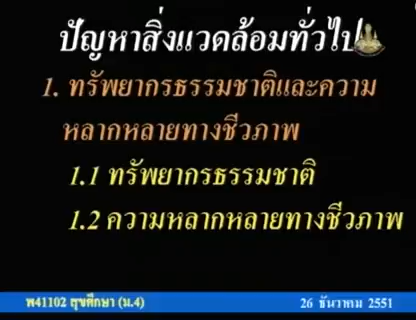 ปัญหาสิ่งแวดล้อมทั่วไป
1. ทรัพยากรธรรมชาติและความ
หลากหลายทางชีวภาพ
1.1 ทรัพยากรธรรมชาติ
1.2 ความหลากหลายทางชีวภาพ
พ41102 สุขศึกษา (ม.4) 26 ธันวาคม 2551